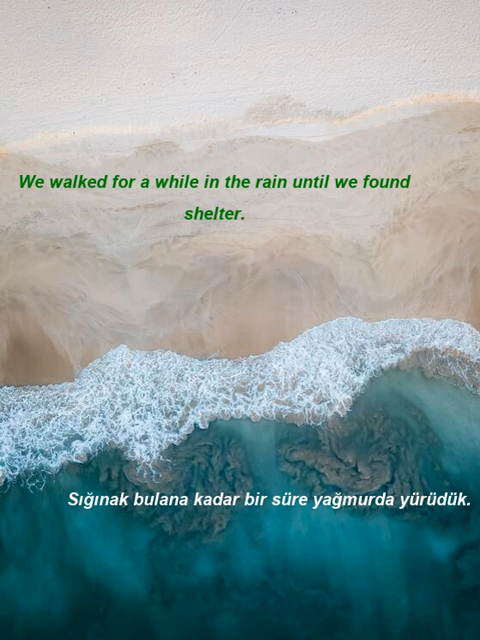 We walked for a while in the rain until we found
shelter.
Sığınak bulana kadar bir süre yağmurda yürüdük.